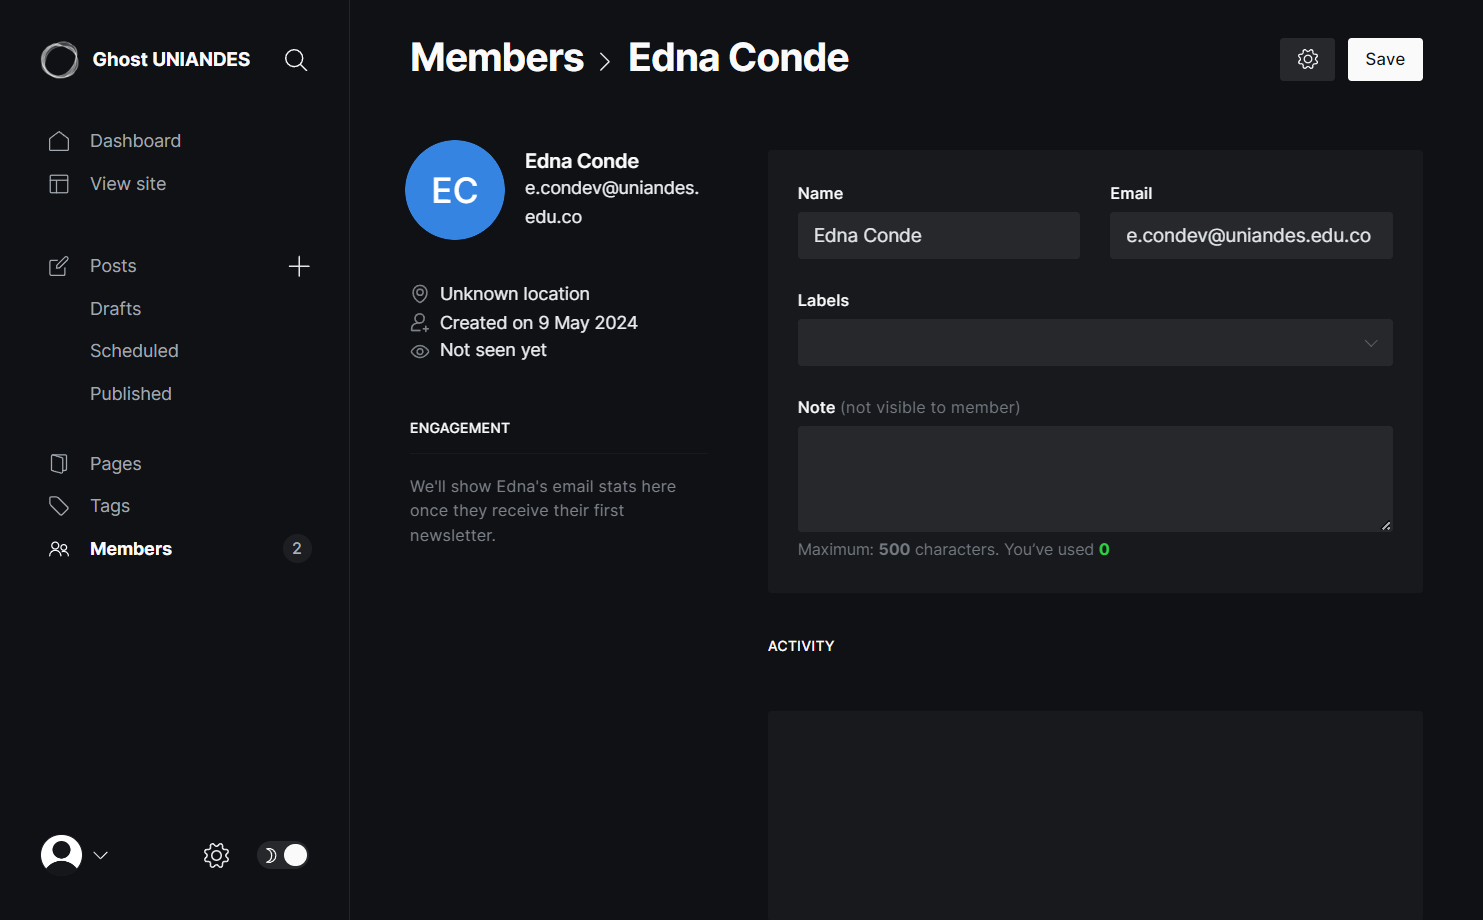 Ghost UNIANDES
Dashboard
View site
Posts
Drafts
Scheduled
Published
Pages
Tags
Members 2
Members > Edna Conde
Save
EC
Edna Conde
e.condev@uniandes.
edu.co
Unknown location
Created on 9 May 2024
Not seen yet
ENGAGEMENT
We'll show Edna's email stats here
once they receive their first
newsletter.
Name Email
Edna Conde e.condev@uniandes.edu.co
Labels
Note (not visible to member)
Maximum: 500 characters. You’ve used 0
ACTIVITY